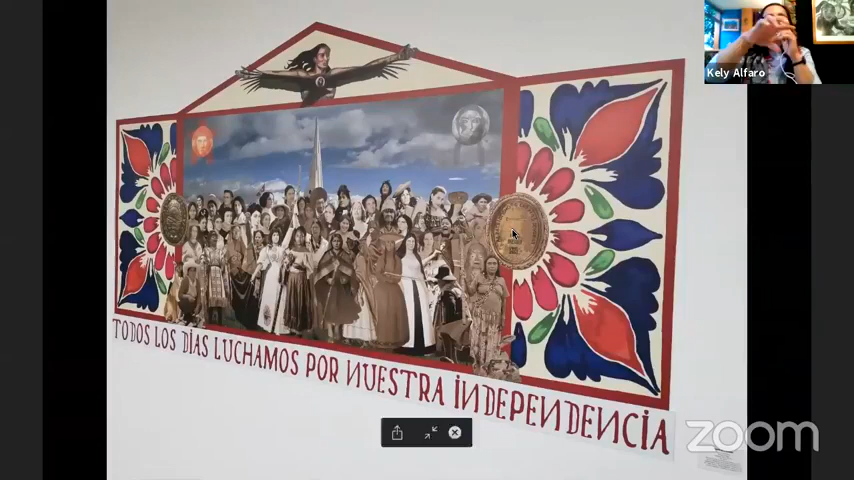 Kely Alfaro
TODOS LOS DÍAS LUCHAMOS POR NUESTRA INDEPENDENCIA
zoom